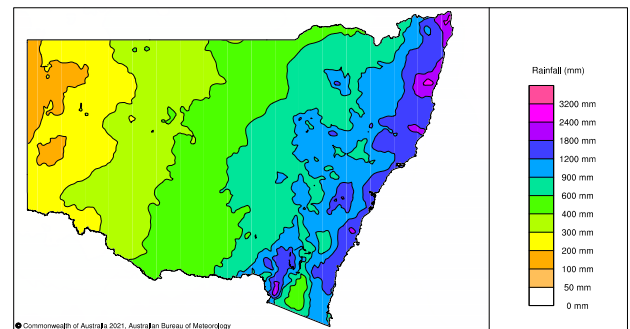 Rainfall (mm)
3200 mm
2400 mm
1800 mm
1200 mm
900 mm
600 mm
400 mm
300 mm
200 mm
100 mm
50 mm
0 mm
© Commonwealth of Australia 2021, Australian Bureau of Meteorology